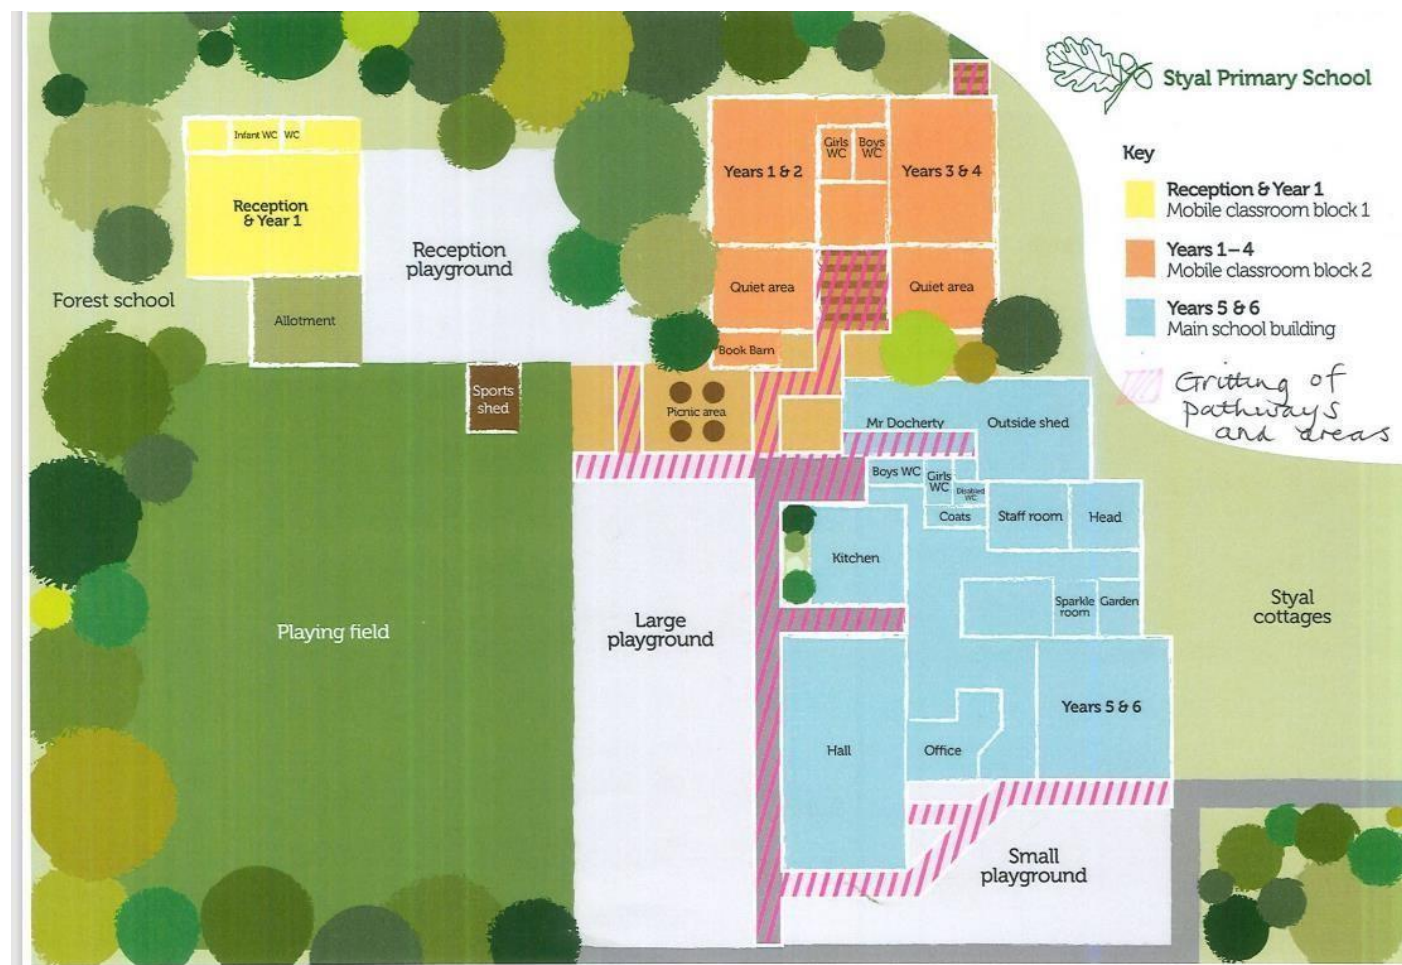 Styal Primary School
Key
Reception & Year 1
Mobile classroom block 1
Years 1–4
Mobile classroom block 2
Years 5 & 6
Main school building
Gritting of
pathways
and areas
Infant WC
WC
Reception
& Year 1
Reception
playground
Forest school
Allotment
Sports
shed
Years 1 & 2
Girls
WC
Boys
WC
Years 3 & 4
Quiet area
Quiet area
Book Barn
Picnic area
Mr Docherty
Outside shed
Boys WC
Girls
WC
Disabled
WC
Coats
Staff room
Head
Kitchen
Sparkle
room
Garden
Styal
cottages
Playing field
Large
playground
Years 5 & 6
Hall
Office
Small
playground